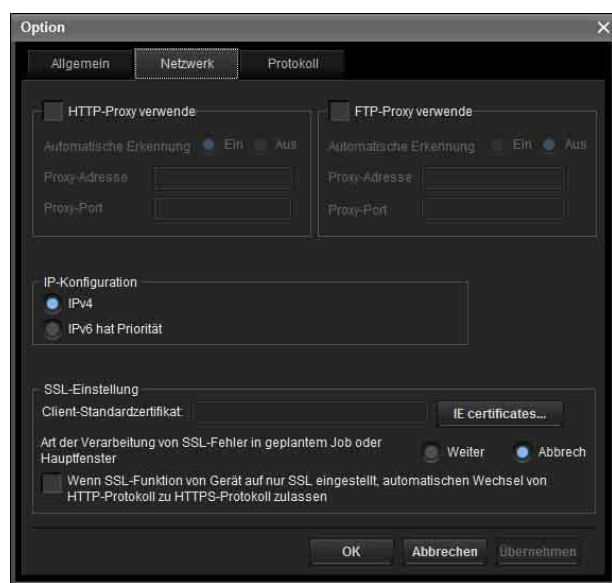 Option
Allgemein Netzwerk Protokoll
HTTP-Proxy verwende
Automatische Erkennung Ein Aus
Proxy-Adresse
Proxy-Port
FTP-Proxy verwende
Automatische Erkennung Ein Aus
Proxy-Adresse
Proxy-Port
IP-Konfiguration
IPv4
IPv6 hat Priorität
SSL-Einstellung
Client-Standardzertifikat: IE certificates...
Art der Verarbeitung von SSL-Fehler in geplantem Job oder
Hauptfenster
Weiter Abbrech
Wenn SSL-Funktion von Gerät auf nur SSL eingestellt, automatischen Wechsel von
HTTP-Protokoll zu HTTPS-Protokoll zulassen
OK Abbrechen Übernehmen